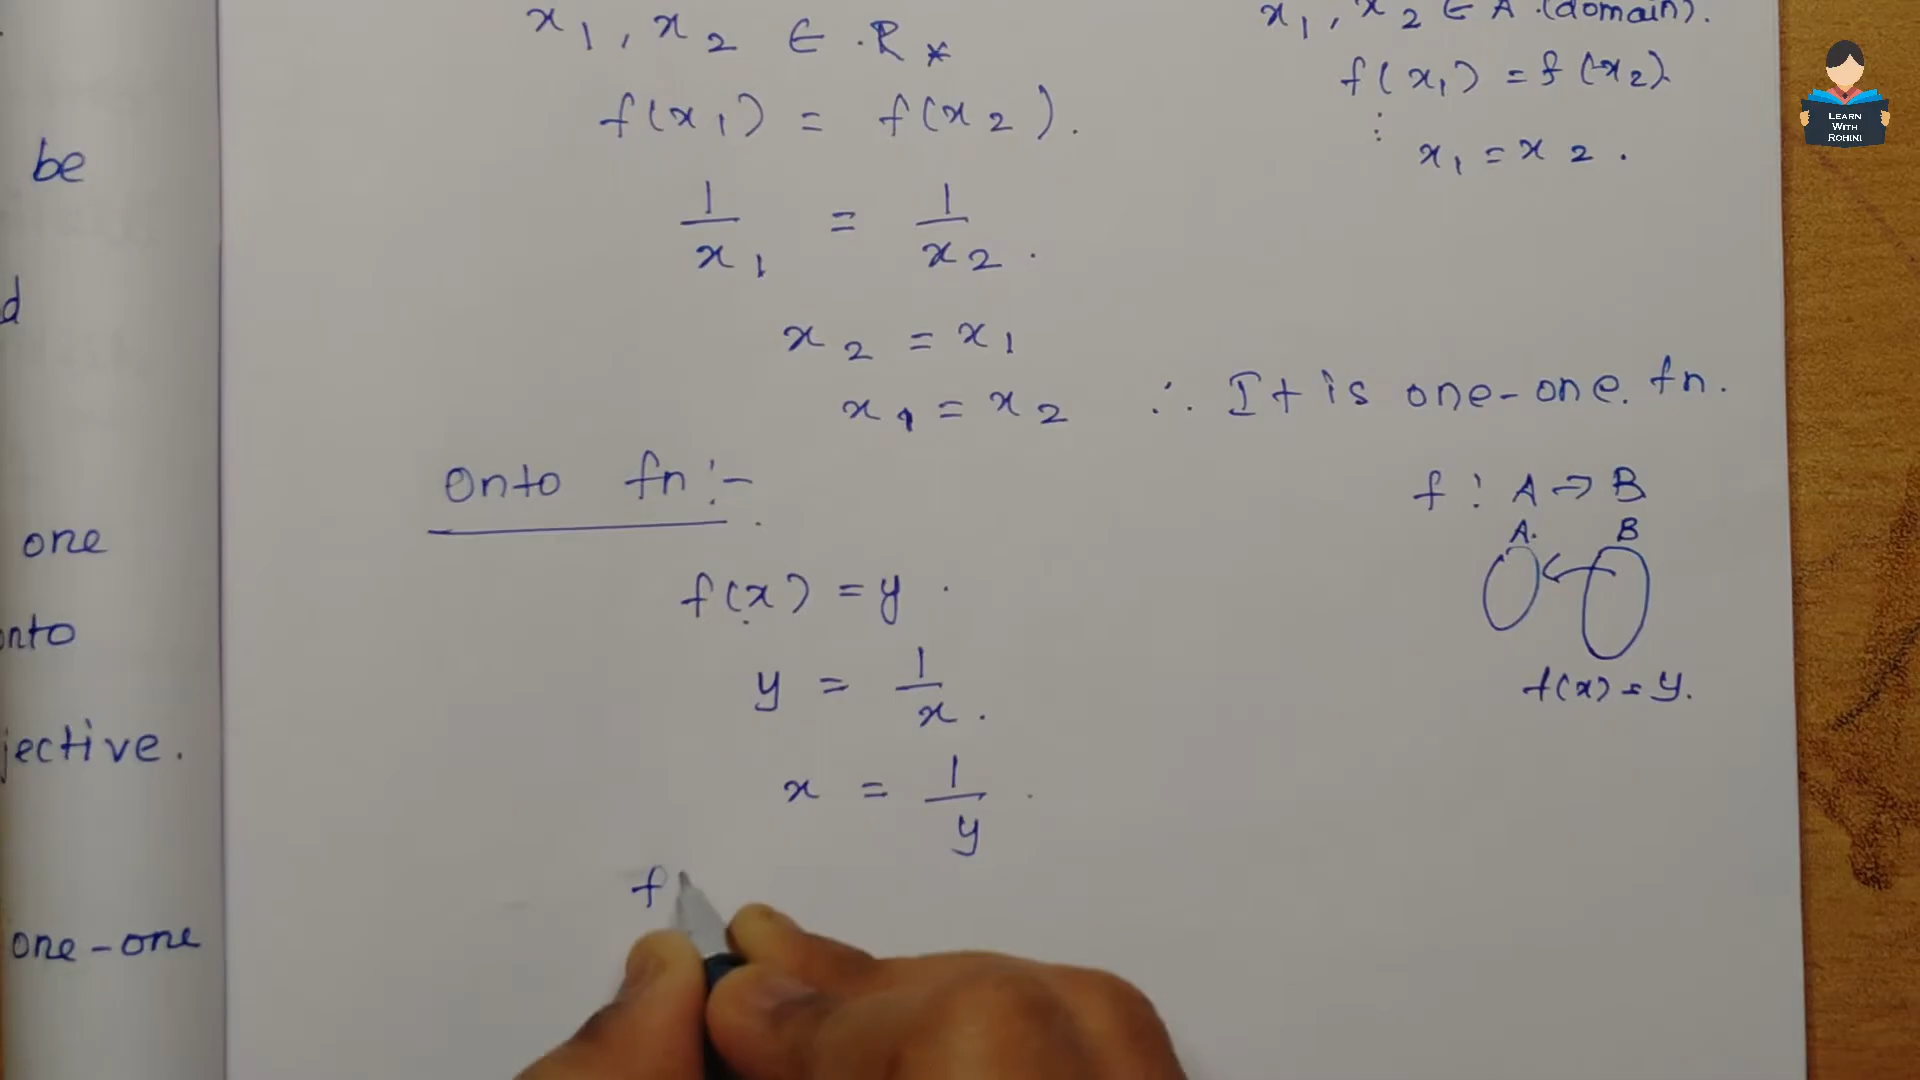 be
d
one
onto
jective.
one-one
x1, x2 ∈ R*
f(x1) = f(x2).
1/x1 = 1/x2.
x2 = x1
x1 = x2 ∴ It is one-one. fn.
Onto fn:-
f(x) = y.
y = 1/x.
x = 1/y.
f
x1, x2 ∈ A (domain).
f(x1) = f(x2)
⋮
x1 = x2.
f : A → B
A. B
f(x) = y.
LEARN
WITH
ROHINI